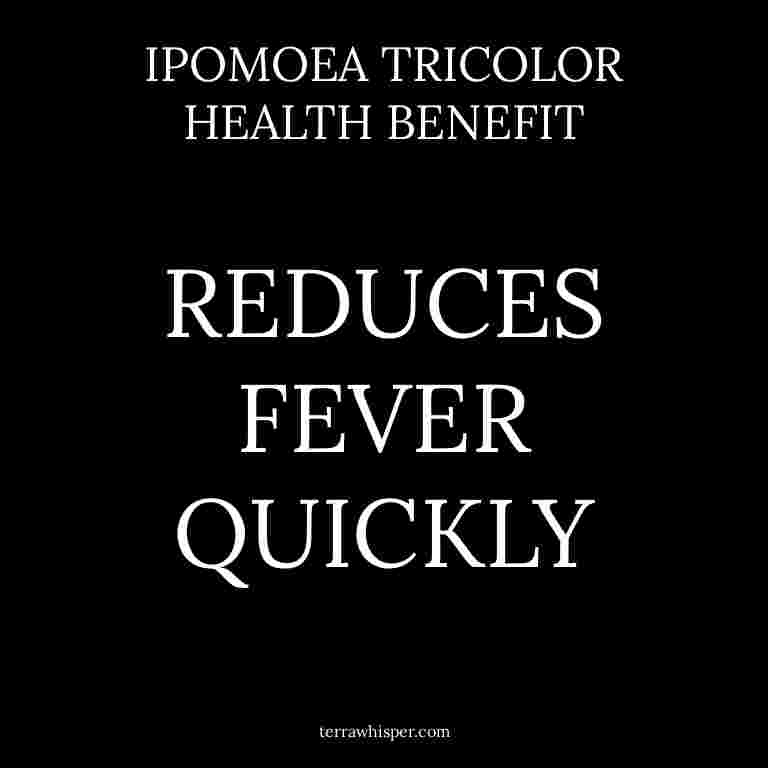 IPOMOEA TRICOLOR
HEALTH BENEFIT
REDUCES
FEVER
QUICKLY
terrawhisper.com